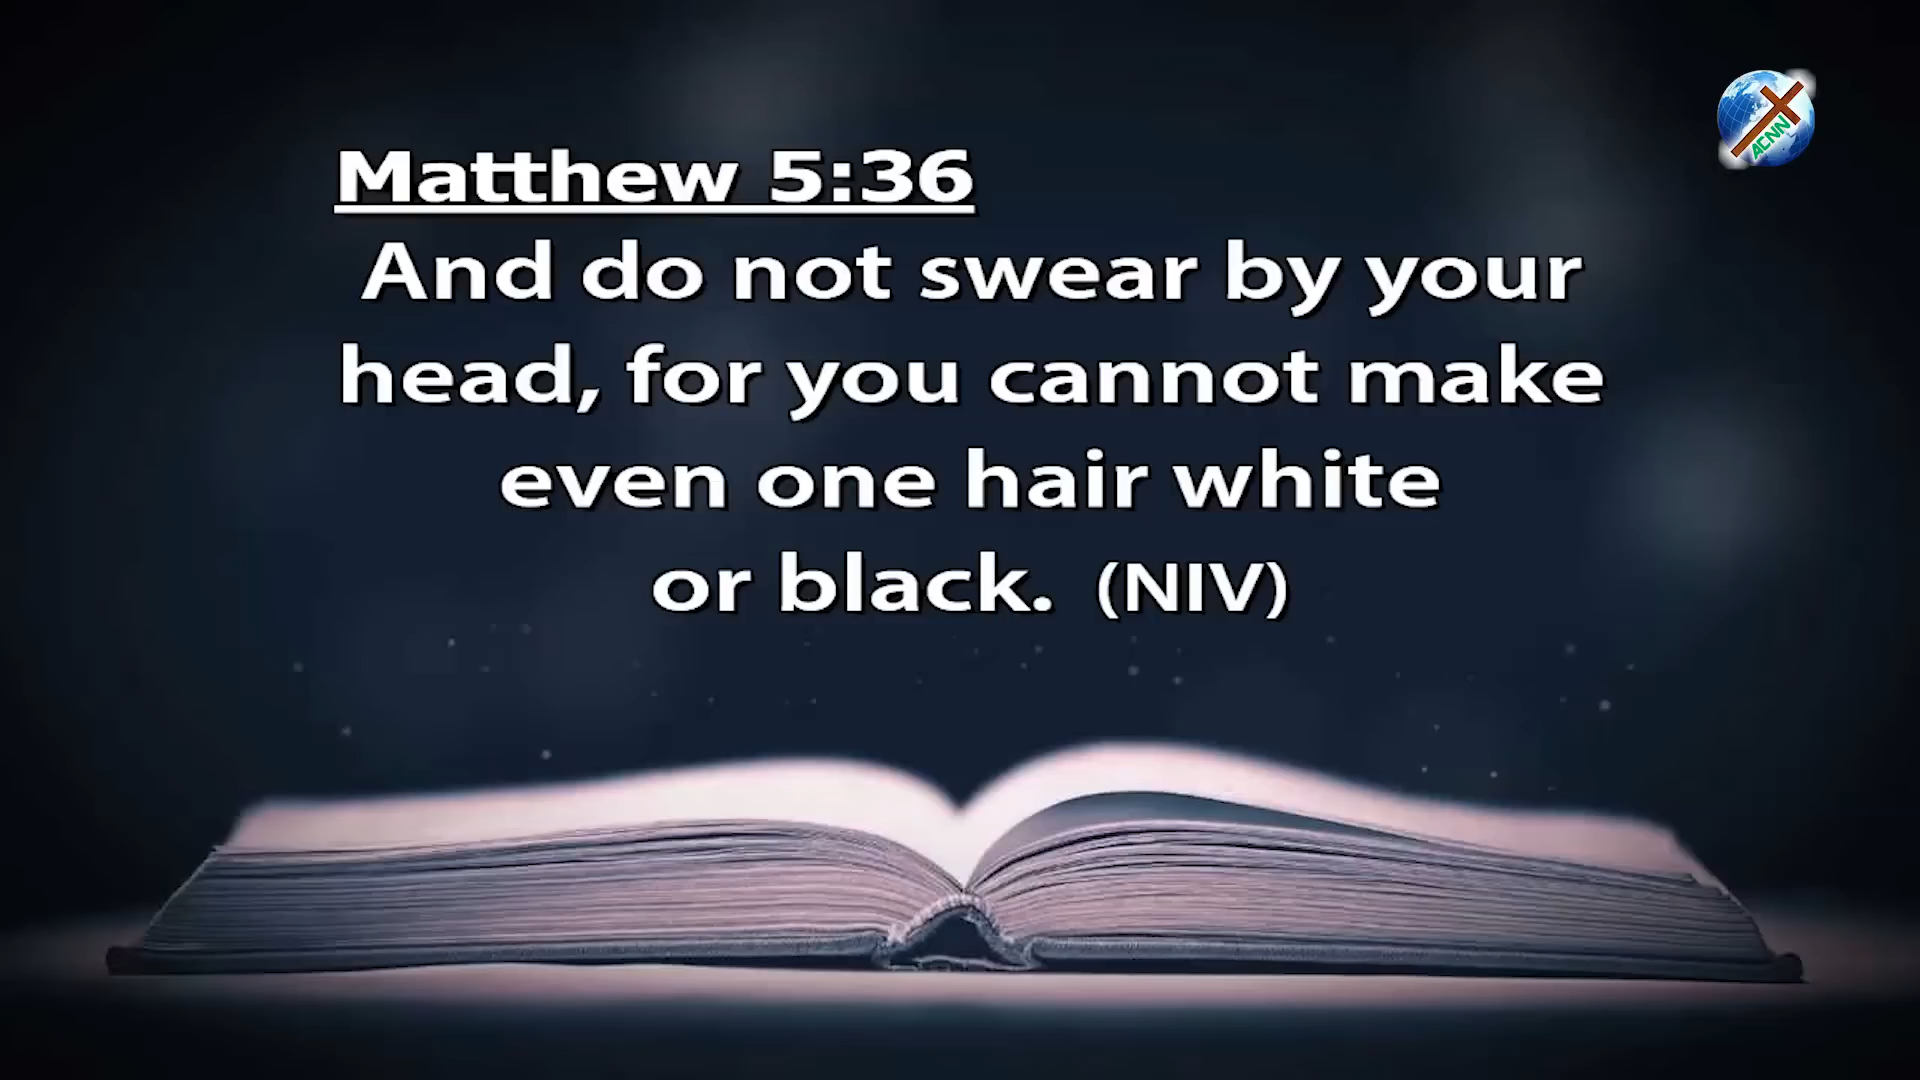 ACNN
Matthew 5:36
And do not swear by your
head, for you cannot make
even one hair white
or black. (NIV)